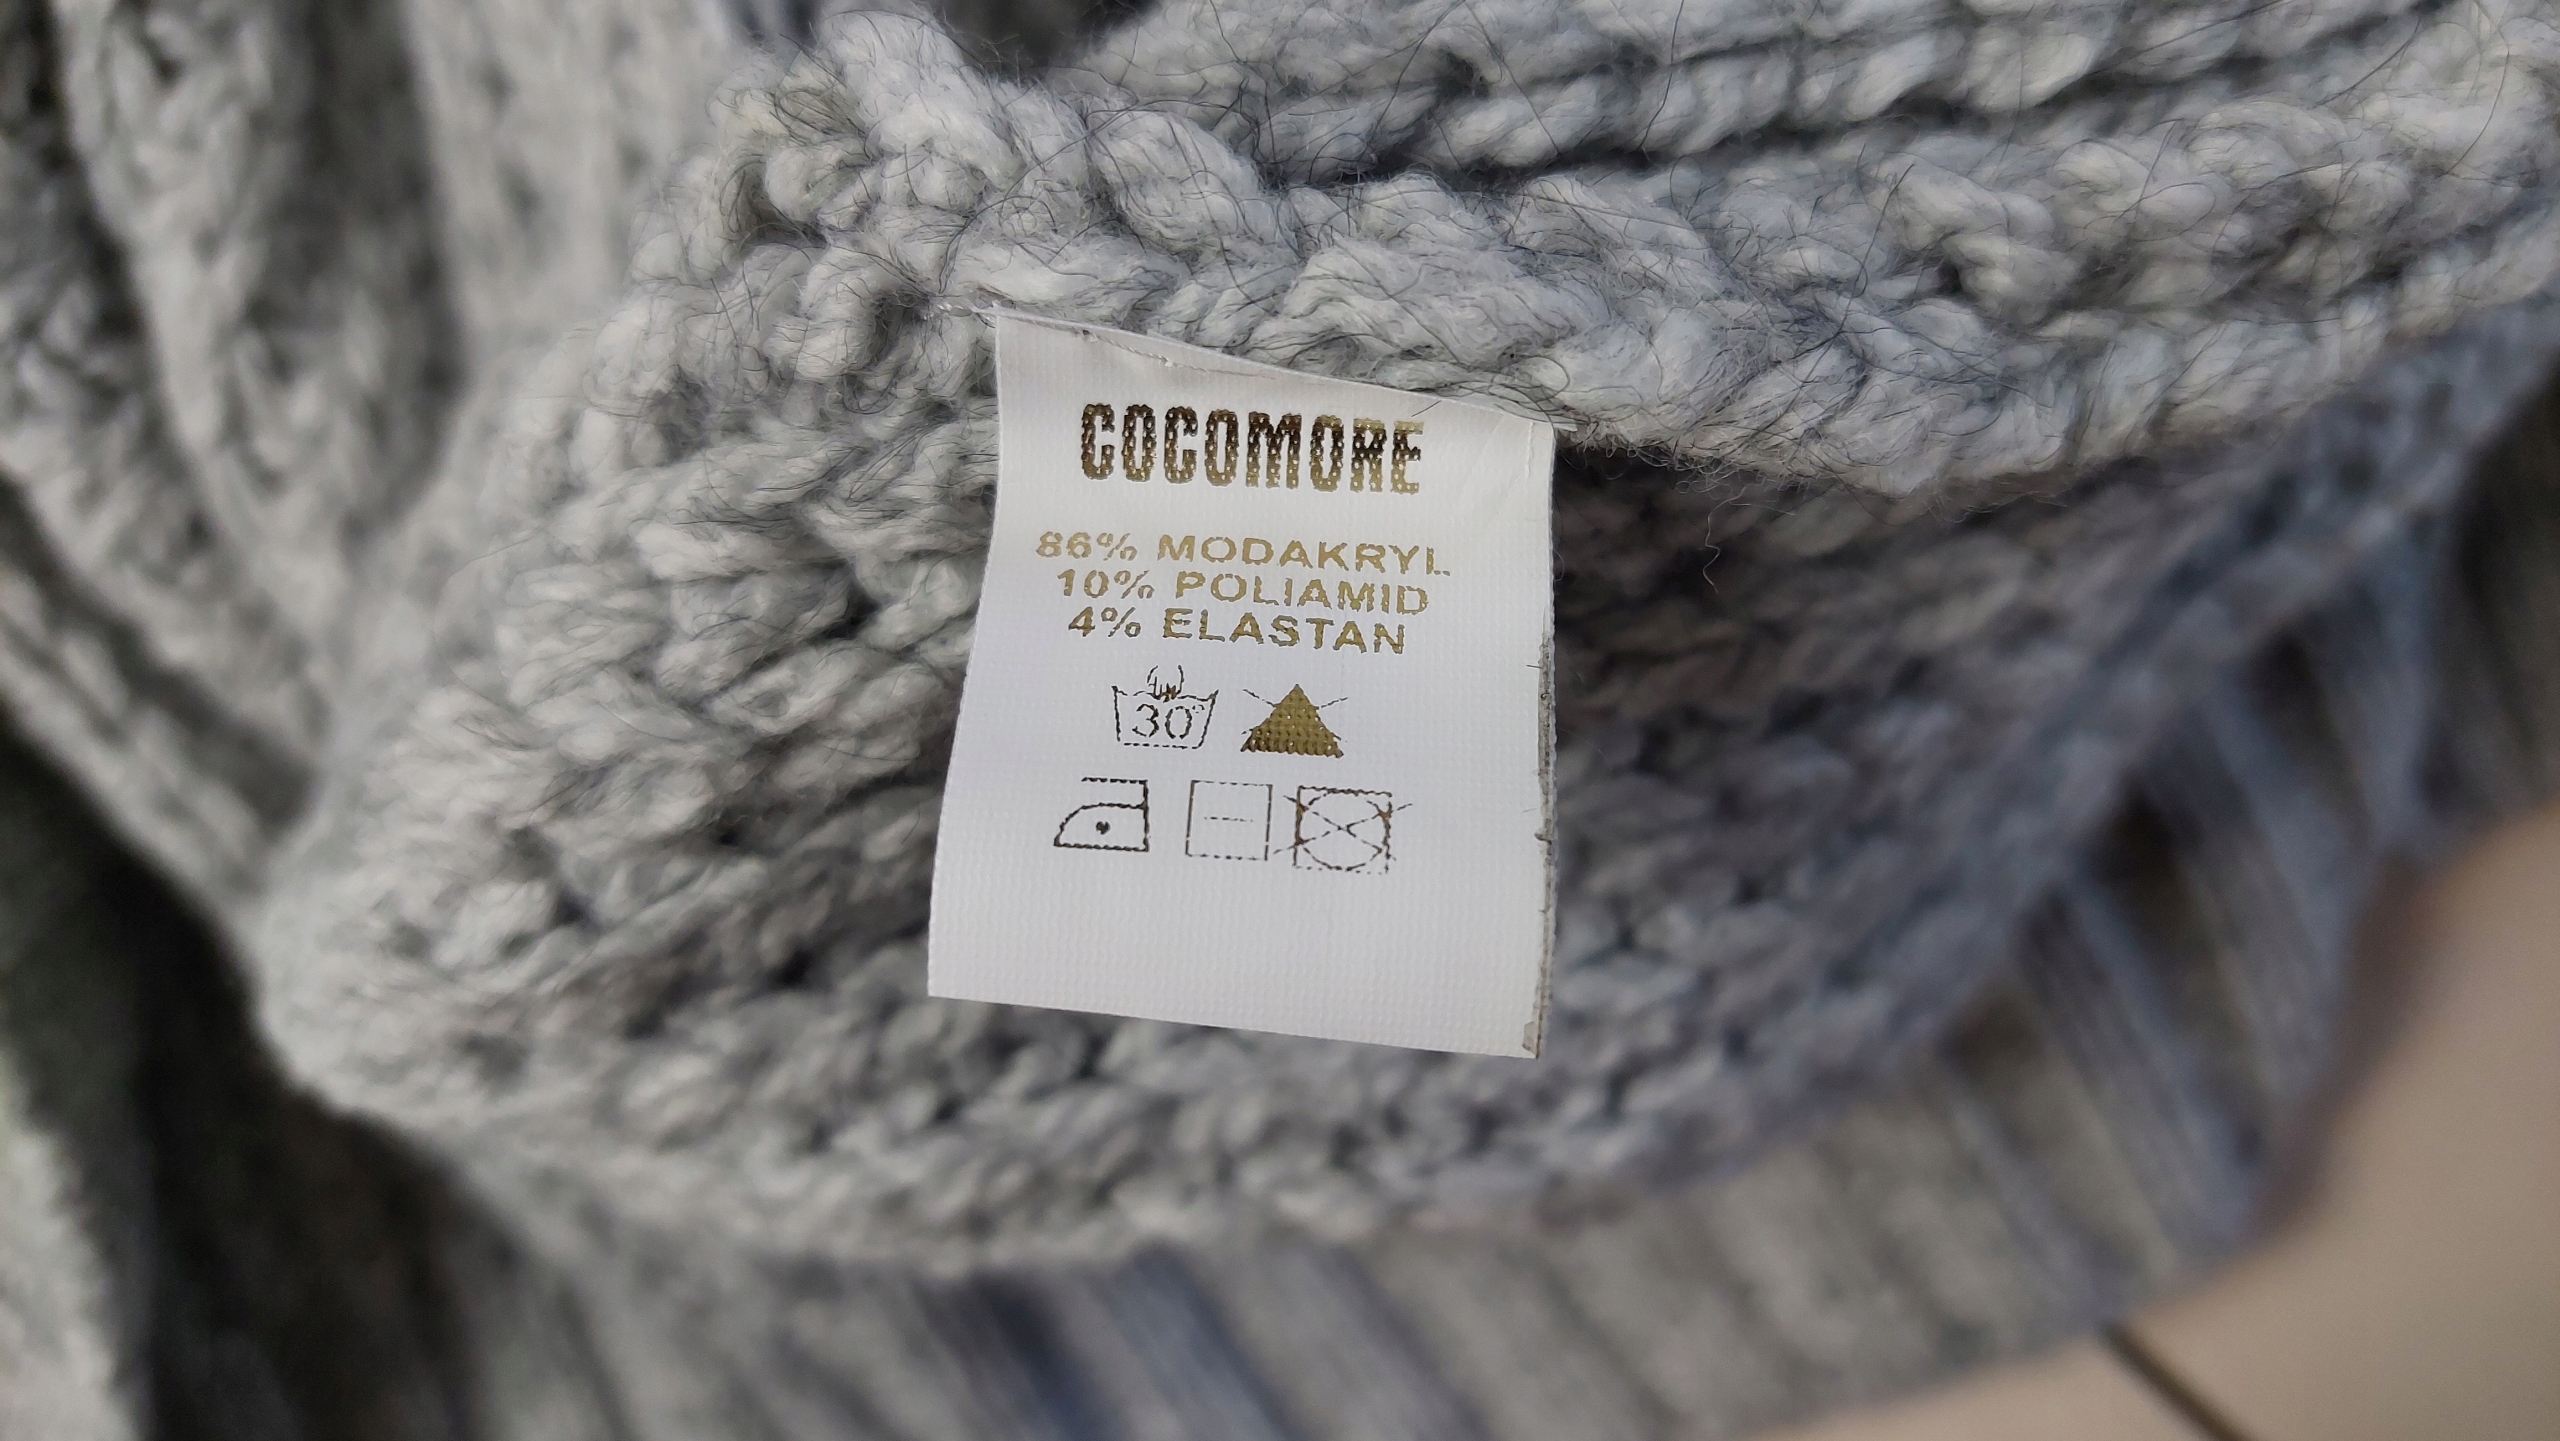 COCOMORE
86% MODAKRYL
10% POLIAMID
4% ELASTAN
30°